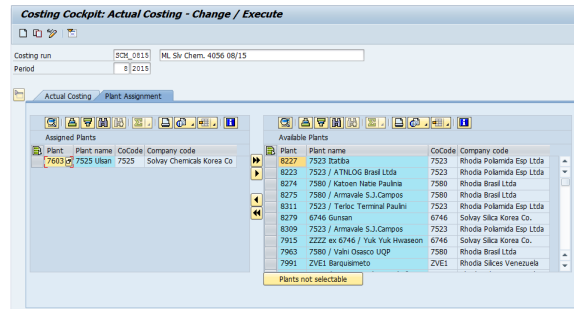 Costing Cockpit: Actual Costing - Change / Execute
Costing run SCM_0815 ML Slv Chem. 4056 08/15
Period 8 2015
Actual Costing Plant Assignment
Assigned Plants
Plant Plant name CoCode Company code
7603 7525 Ulsan 7525 Solvay Chemicals Korea Co
Available Plants
Plant Plant name CoCode Company code
8227 7523 Itatiba 7523 Rhodia Poliamida Esp Ltda
8223 7523 / ATNLOG Brasil Ltda 7523 Rhodia Poliamida Esp Ltda
8274 7580 / Katoen Natie Paulinia 7580 Rhodia Brasil Ltda
8275 7580 / Armavale S.J.Campos 7580 Rhodia Brasil Ltda
8311 7523 / Terloc Terminal Paulini 7523 Rhodia Poliamida Esp Ltda
8279 6746 Gunsan 6746 Solvay Silica Korea Co.
8309 7523 / Armavale S.J.Campos 7523 Rhodia Poliamida Esp Ltda
7915 ZZZZ ex 6746 / Yuk Yuk Hwaseon 6746 Solvay Silica Korea Co.
7963 7580 / Valni Osasco UQP 7580 Rhodia Brasil Ltda
7991 ZVE1 Barquisimeto ZVE1 Rhodia Silices Venezuela
Plants not selectable